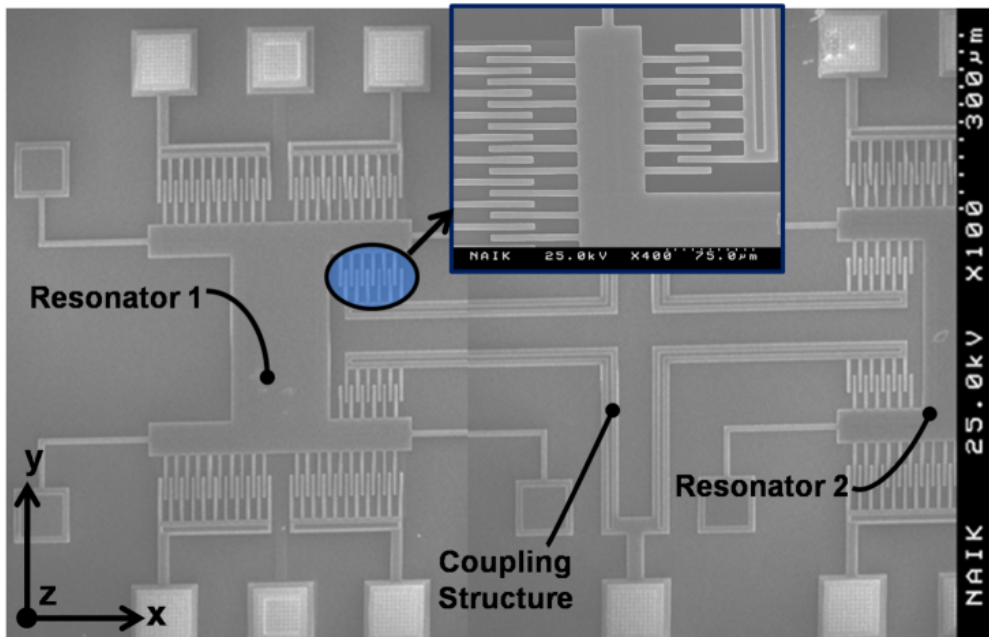 NAIK 25.0kV X400 75.0µm
Resonator 1
Resonator 2
Coupling
Structure
y
z
x
NAIK 25.0kV X100 300µm